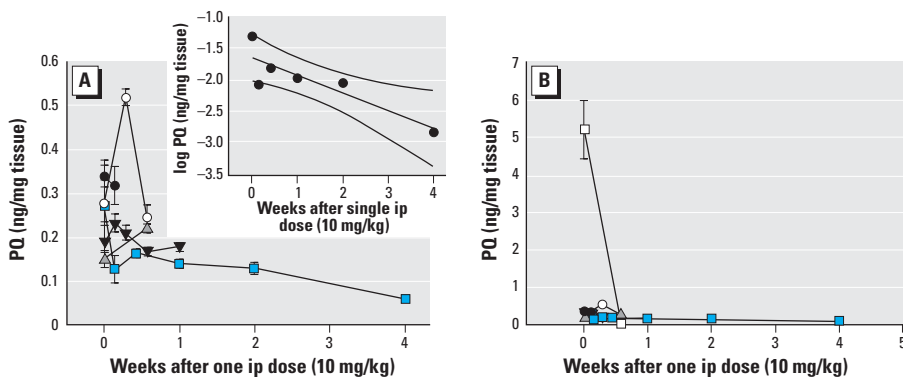 A
PQ (ng/mg tissue)
0.6
0.5
0.4
0.3
0.2
0.1
0
0 1 2 3 4
Weeks after one ip dose (10 mg/kg)
log PQ (ng/mg tissue)
−1.0
−1.5
−2.0
−2.5
−3.0
−3.5
0 1 2 3 4
Weeks after single ip
dose (10 mg/kg)
B
PQ (ng/mg tissue)
7
6
5
4
3
2
1
0
0 1 2 3 4 5
Weeks after one ip dose (10 mg/kg)